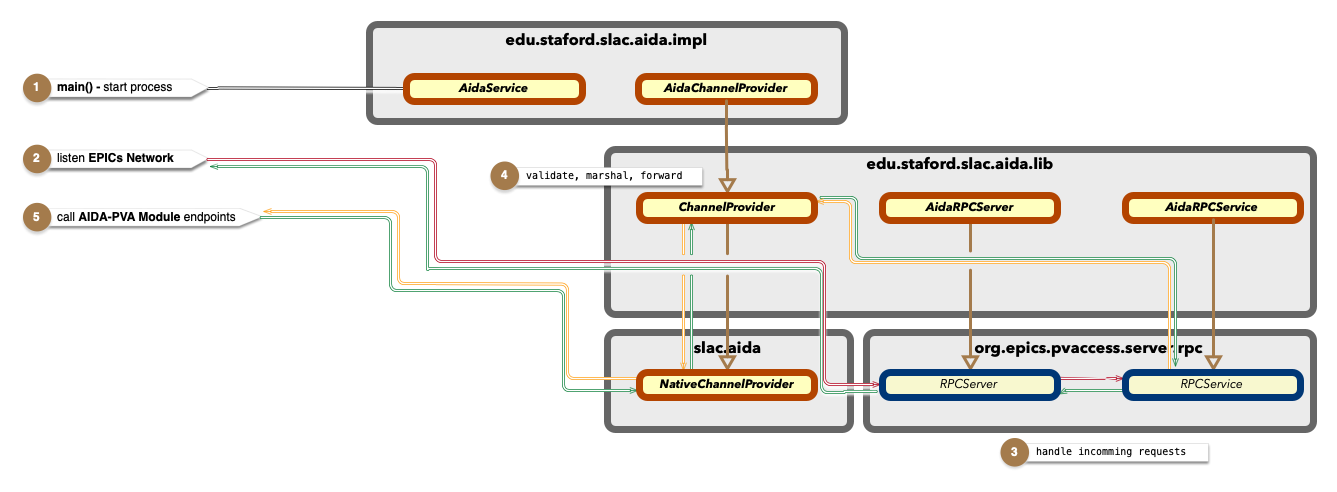 edu.staford.slac.aida.impl
1 main() - start process
AidaService
AidaChannelProvider
2 listen EPICs Network
edu.staford.slac.aida.lib
4 validate, marshal, forward
5 call AIDA-PVA Module endpoints
ChannelProvider
AidaRPCServer
AidaRPCService
slac.aida
org.epics.pvaccess.server.rpc
NativeChannelProvider
RPCServer
RPCService
3 handle incomming requests